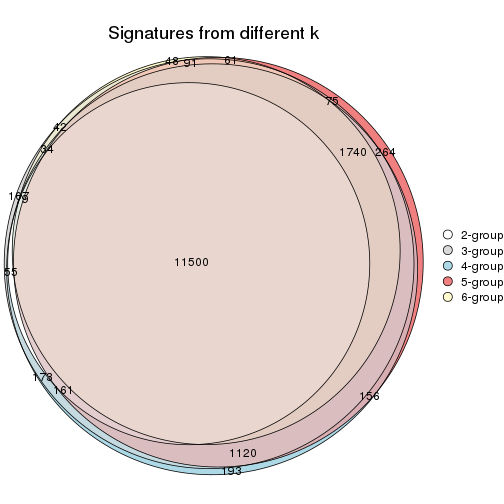 Signatures from different k
48
91
61
75
42
34
1740
264
9
11500
55
173
161
156
1120
193
2-group
3-group
4-group
5-group
6-group